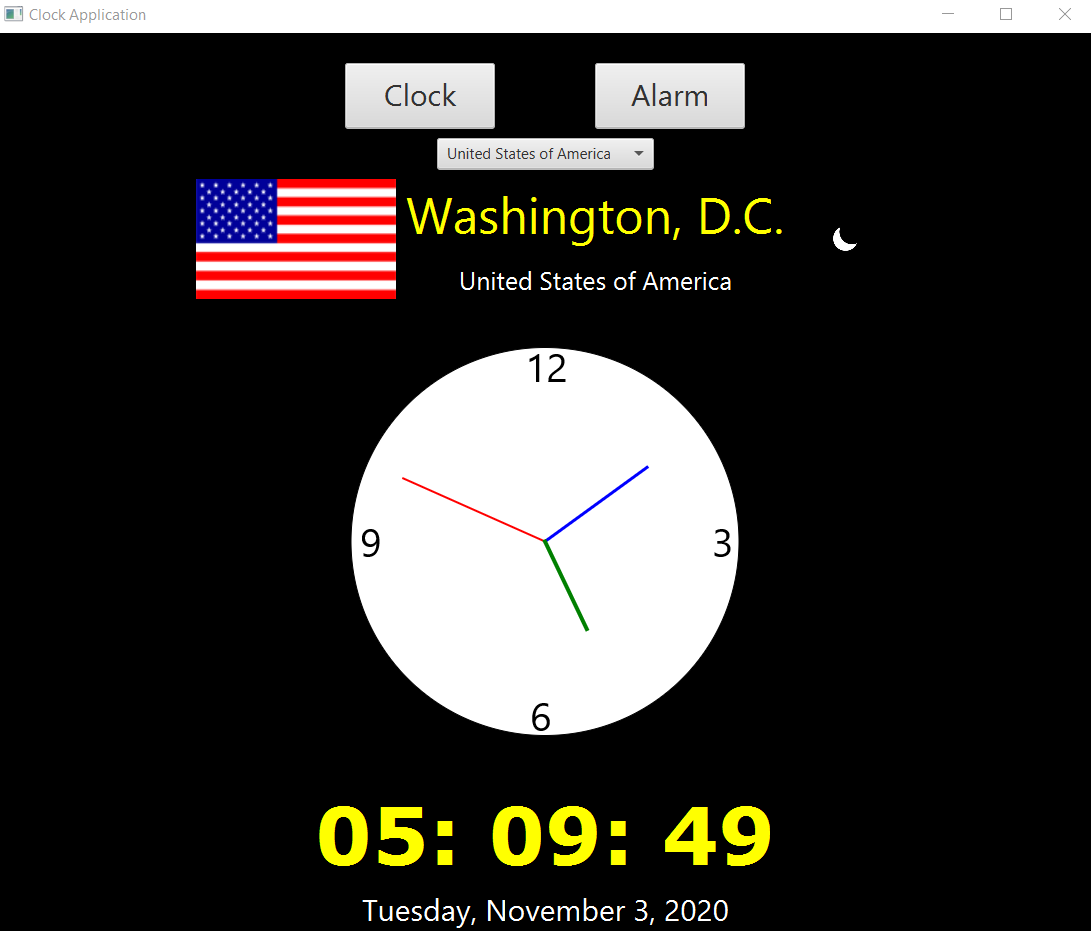 Clock Application
Clock Alarm
United States of America
Washington, D.C.
United States of America
12
9 3
6
05: 09: 49
Tuesday, November 3, 2020